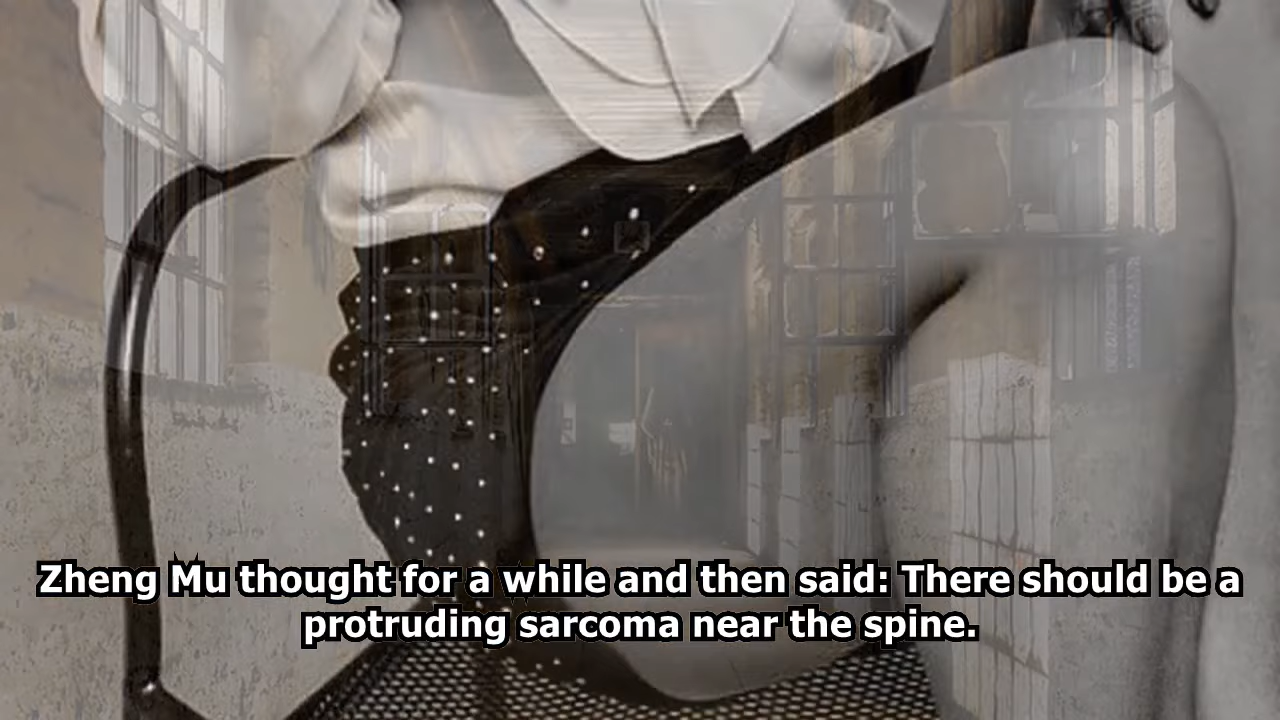 Zheng Mu thought for a while and then said: There should be a
protruding sarcoma near the spine.